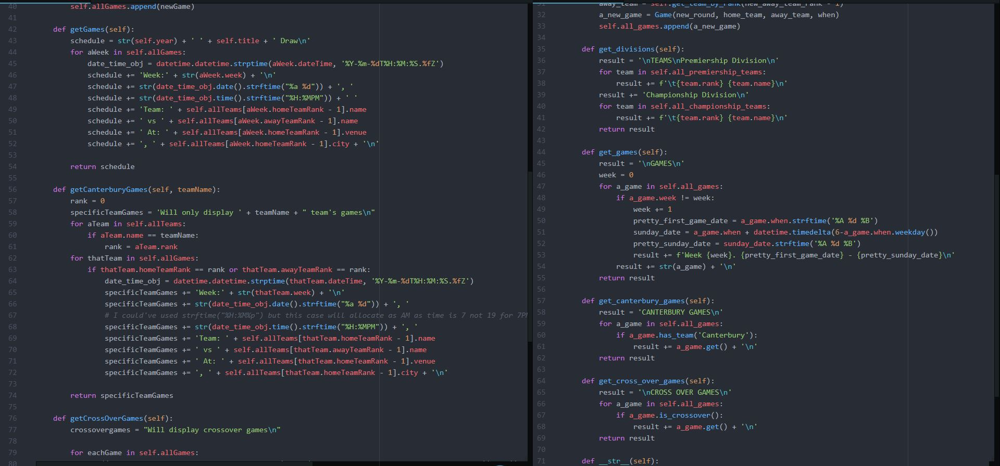 40 self.allGames.append(newGame)
41
42 def getGames(self):
43 schedule = str(self.year) + ' ' + self.title + ' Draw\n'
44 for aWeek in self.allGames:
45 date_time_obj = datetime.datetime.strptime(aWeek.dateTime, '%Y-%m-%dT%H:%M:%S.%fZ')
46 schedule += 'Week:' + str(aWeek.week) + '\n'
47 schedule += str(date_time_obj.date().strftime("%a %d")) + ', '
48 schedule += str(date_time_obj.time().strftime("%H:%MPM")) + ' '
49 schedule += 'Team: ' + self.allTeams[aWeek.homeTeamRank - 1].name
50 schedule += ' vs ' + self.allTeams[aWeek.awayTeamRank - 1].name
51 schedule += ' At: ' + self.allTeams[aWeek.homeTeamRank - 1].venue
52 schedule += ', ' + self.allTeams[aWeek.homeTeamRank - 1].city + '\n'
53
54 return schedule
55
56 def getCanterburyGames(self, teamName):
57 rank = 0
58 specificTeamGames = 'Will only display ' + teamName + " team's games\n"
59 for aTeam in self.allTeams:
60 if aTeam.name == teamName:
61 rank = aTeam.rank
62 for thatTeam in self.allGames:
63 if thatTeam.homeTeamRank == rank or thatTeam.awayTeamRank == rank:
64 date_time_obj = datetime.datetime.strptime(thatTeam.dateTime, '%Y-%m-%dT%H:%M:%S.%fZ')
65 specificTeamGames += 'Week:' + str(thatTeam.week) + '\n'
66 specificTeamGames += str(date_time_obj.date().strftime("%a %d")) + ', '
67 # I could've used strftime("%H:%M%p") but this case will allocate as AM as time is 7 not 19 for 7PM
68 specificTeamGames += str(date_time_obj.time().strftime("%H:%MPM")) + ', '
69 specificTeamGames += 'Team: ' + self.allTeams[thatTeam.homeTeamRank - 1].name
70 specificTeamGames += ' vs ' + self.allTeams[thatTeam.awayTeamRank - 1].name
71 specificTeamGames += ' At: ' + self.allTeams[thatTeam.homeTeamRank - 1].venue
72 specificTeamGames += ', ' + self.allTeams[thatTeam.homeTeamRank - 1].city + '\n'
73
74 return specificTeamGames
75
76 def getCrossOverGames(self):
77 crossovergames = "Will display crossover games\n"
78
79 for eachGame in self.allGames:
80
31 away_team = self.get_team_by_rank(new_away_team_rank - 1)
32 a_new_game = Game(new_round, home_team, away_team, when)
33 self.all_games.append(a_new_game)
34
35 def get_divisions(self):
36 result = '\nTEAMS\nPremiership Division\n'
37 for team in self.all_premiership_teams:
38 result += f'\t{team.rank} {team.name}\n'
39 result += 'Championship Division\n'
40 for team in self.all_championship_teams:
41 result += f'\t{team.rank} {team.name}\n'
42 return result
43
44 def get_games(self):
45 result = '\nGAMES\n'
46 week = 0
47 for a_game in self.all_games:
48 if a_game.week != week:
49 week += 1
50 pretty_first_game_date = a_game.when.strftime('%A %d %B')
51 sunday_date = a_game.when + datetime.timedelta(6-a_game.when.weekday())
52 pretty_sunday_date = sunday_date.strftime('%A %d %B')
53 result += f'Week {week}. {pretty_first_game_date} - {pretty_sunday_date}\n'
54 result += str(a_game) + '\n'
55 return result
56
57 def get_canterbury_games(self):
58 result = 'CANTERBURY GAMES\n'
59 for a_game in self.all_games:
60 if a_game.has_team('Canterbury'):
61 result += a_game.get() + '\n'
62 return result
63
64 def get_cross_over_games(self):
65 result = '\nCROSS OVER GAMES\n'
66 for a_game in self.all_games:
67 if a_game.is_crossover():
68 result += a_game.get() + '\n'
69 return result
70
71 def __str__(self):